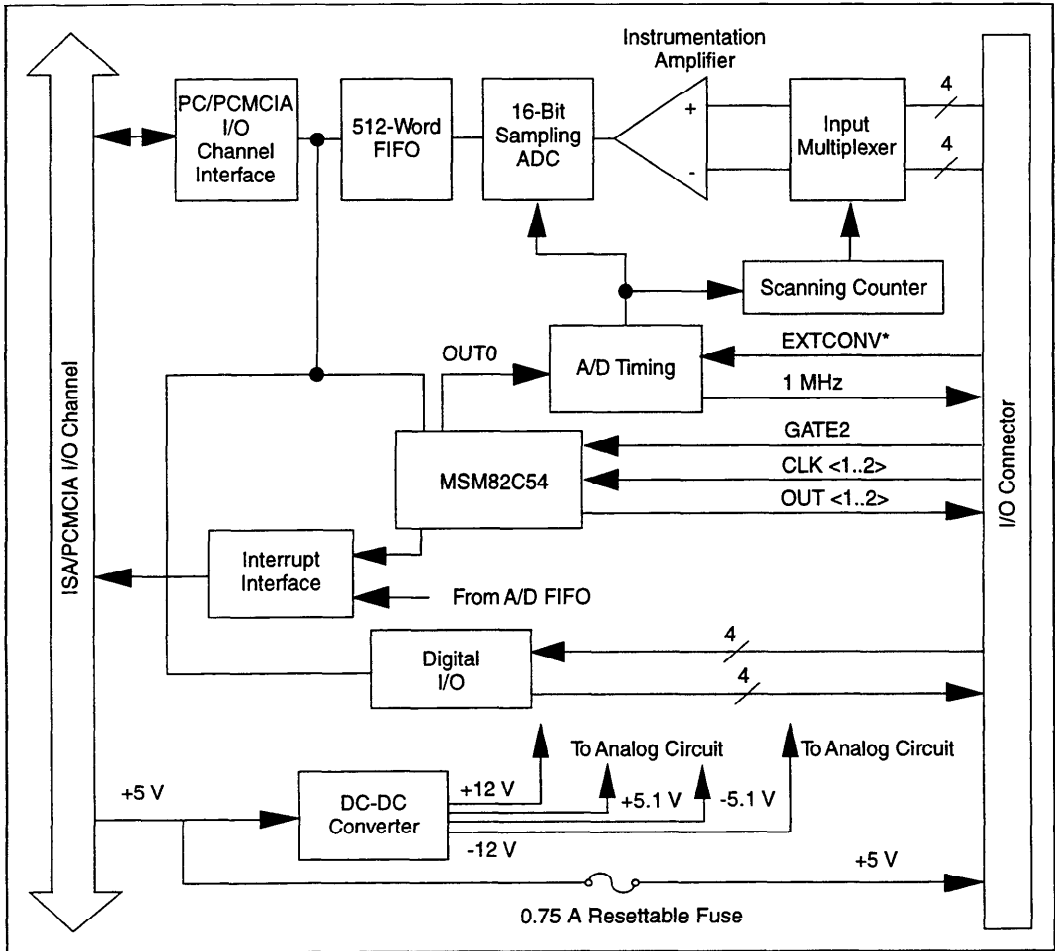 Instrumentation
Amplifier
PC/PCMCIA
I/O
Channel
Interface
512-Word
FIFO
16-Bit
Sampling
ADC
+
-
Input
Multiplexer
4
4
Scanning Counter
OUT0
A/D Timing
EXTCONV*
1 MHz
GATE2
CLK <1..2>
OUT <1..2>
MSM82C54
Interrupt
Interface
From A/D FIFO
Digital
I/O
4
4
ISA/PCMCIA I/O Channel
I/O Connector
To Analog Circuit
To Analog Circuit
+5 V
DC-DC
Converter
+12 V
+5.1 V
-5.1 V
-12 V
+5 V
0.75 A Resettable Fuse